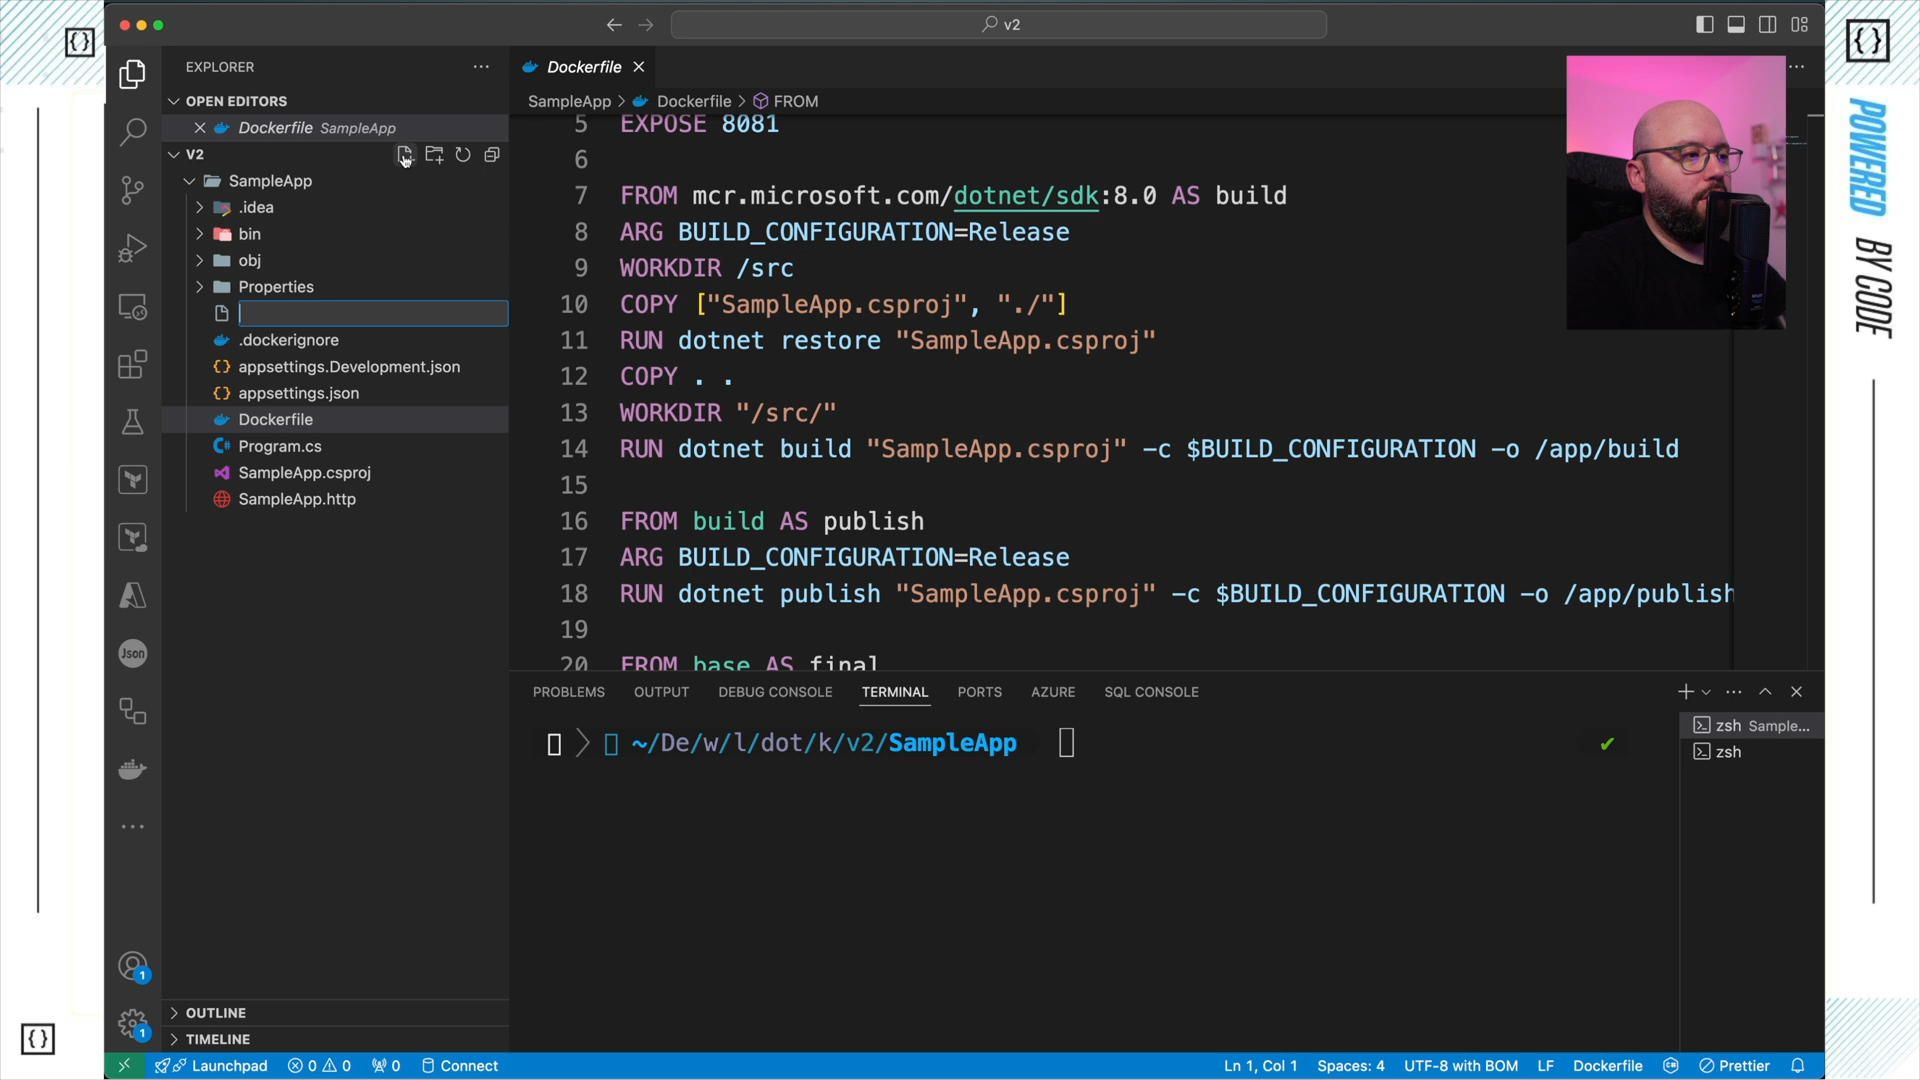 v2
EXPLORER
OPEN EDITORS
Dockerfile SampleApp
V2
SampleApp
.idea
bin
obj
Properties
.dockerignore
appsettings.Development.json
appsettings.json
Dockerfile
Program.cs
SampleApp.csproj
SampleApp.http
OUTLINE
TIMELINE
Json
1
1
Dockerfile
SampleApp > Dockerfile > FROM
5 EXPOSE 8081
6
7 FROM mcr.microsoft.com/dotnet/sdk:8.0 AS build
8 ARG BUILD_CONFIGURATION=Release
9 WORKDIR /src
10 COPY ["SampleApp.csproj", "./"]
11 RUN dotnet restore "SampleApp.csproj"
12 COPY . .
13 WORKDIR "/src/"
14 RUN dotnet build "SampleApp.csproj" -c $BUILD_CONFIGURATION -o /app/build
15
16 FROM build AS publish
17 ARG BUILD_CONFIGURATION=Release
18 RUN dotnet publish "SampleApp.csproj" -c $BUILD_CONFIGURATION -o /app/publish
19
20 FROM base AS final
PROBLEMS OUTPUT DEBUG CONSOLE TERMINAL PORTS AZURE SQL CONSOLE
~/De/w/l/dot/k/v2/SampleApp
zsh Sample...
zsh
Launchpad 0 0 0 Connect
Ln 1, Col 1 Spaces: 4 UTF-8 with BOM LF Dockerfile Prettier
{}
{}
{}
POWERED BY CODE